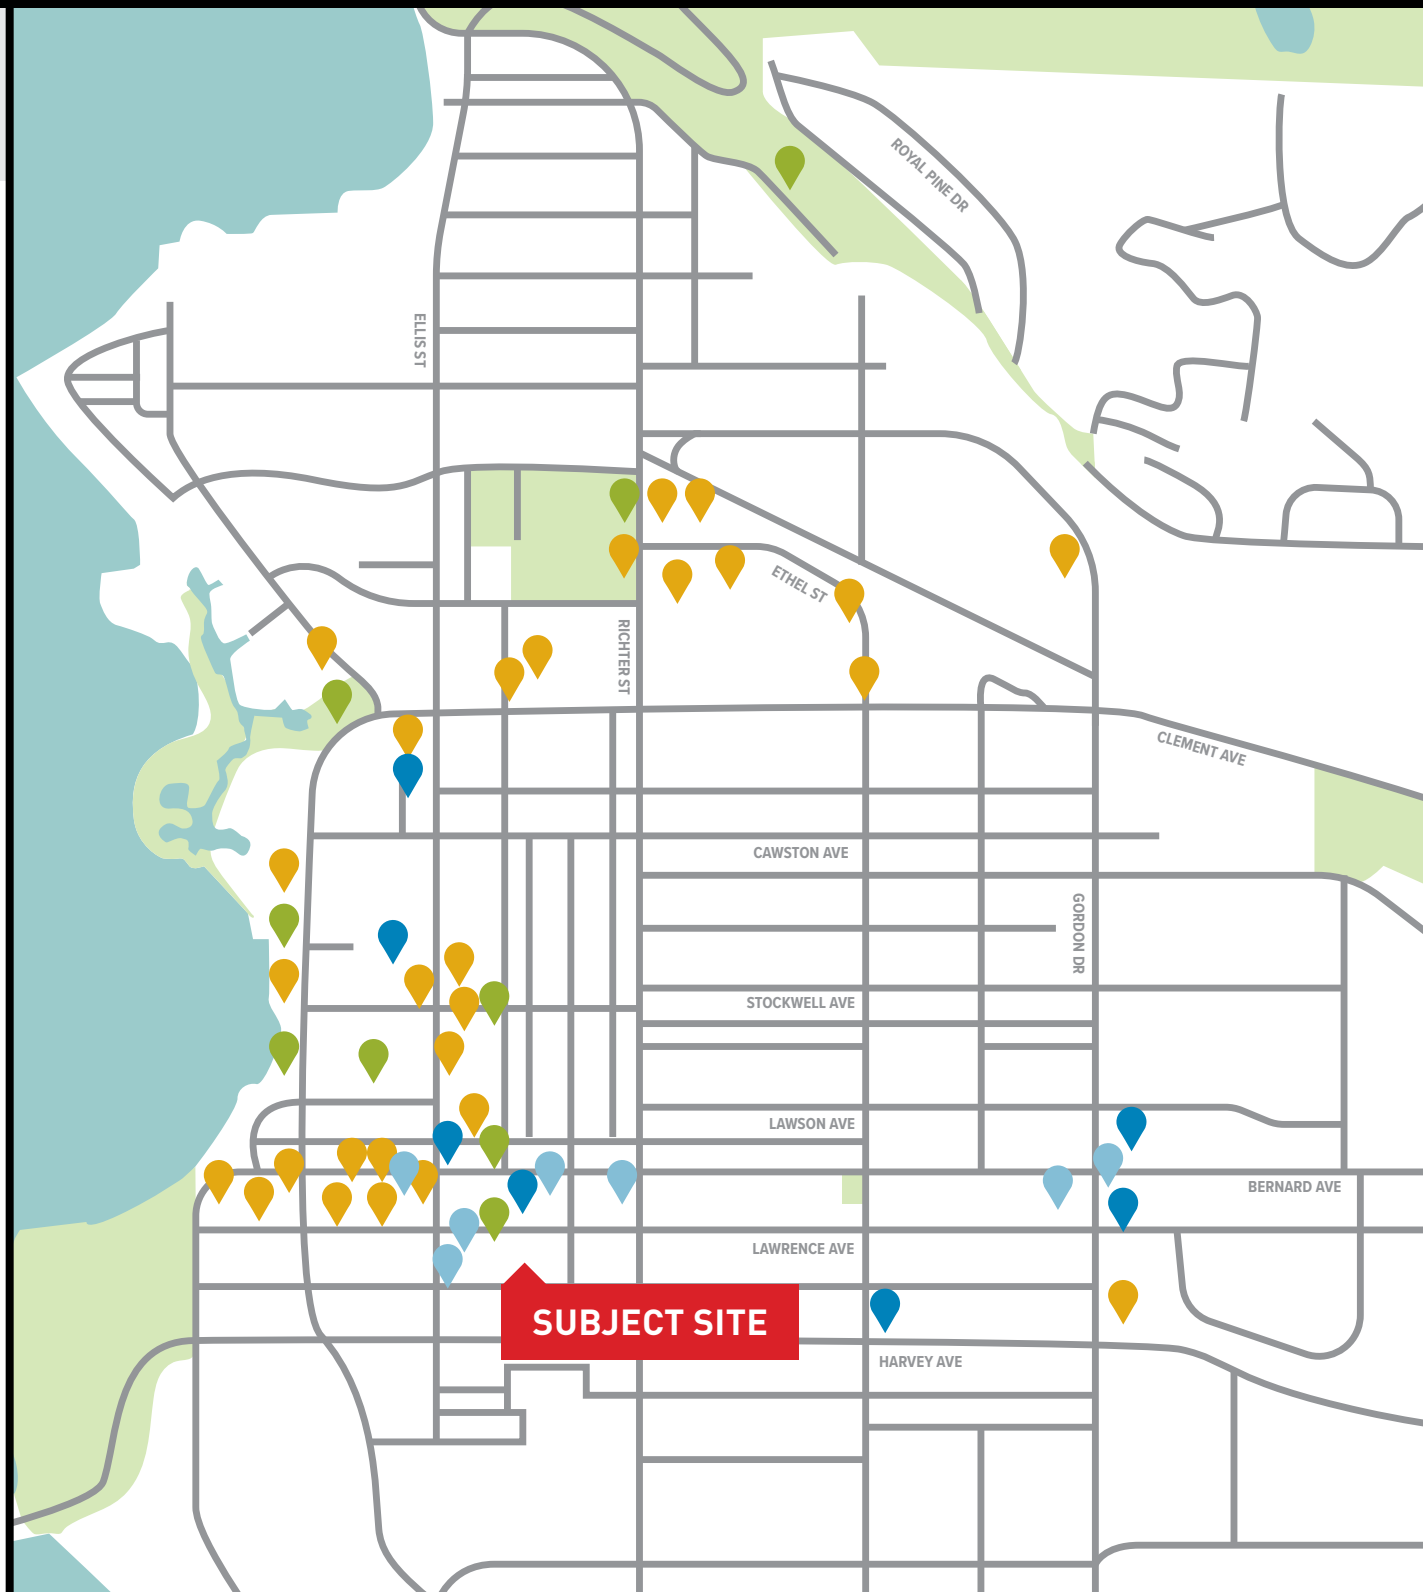 ROYAL PINE DR
ELLIS ST
ETHEL ST
RICHTER ST
CLEMENT AVE
CAWSTON AVE
GORDON DR
STOCKWELL AVE
LAWSON AVE
BERNARD AVE
LAWRENCE AVE
SUBJECT SITE
HARVEY AVE